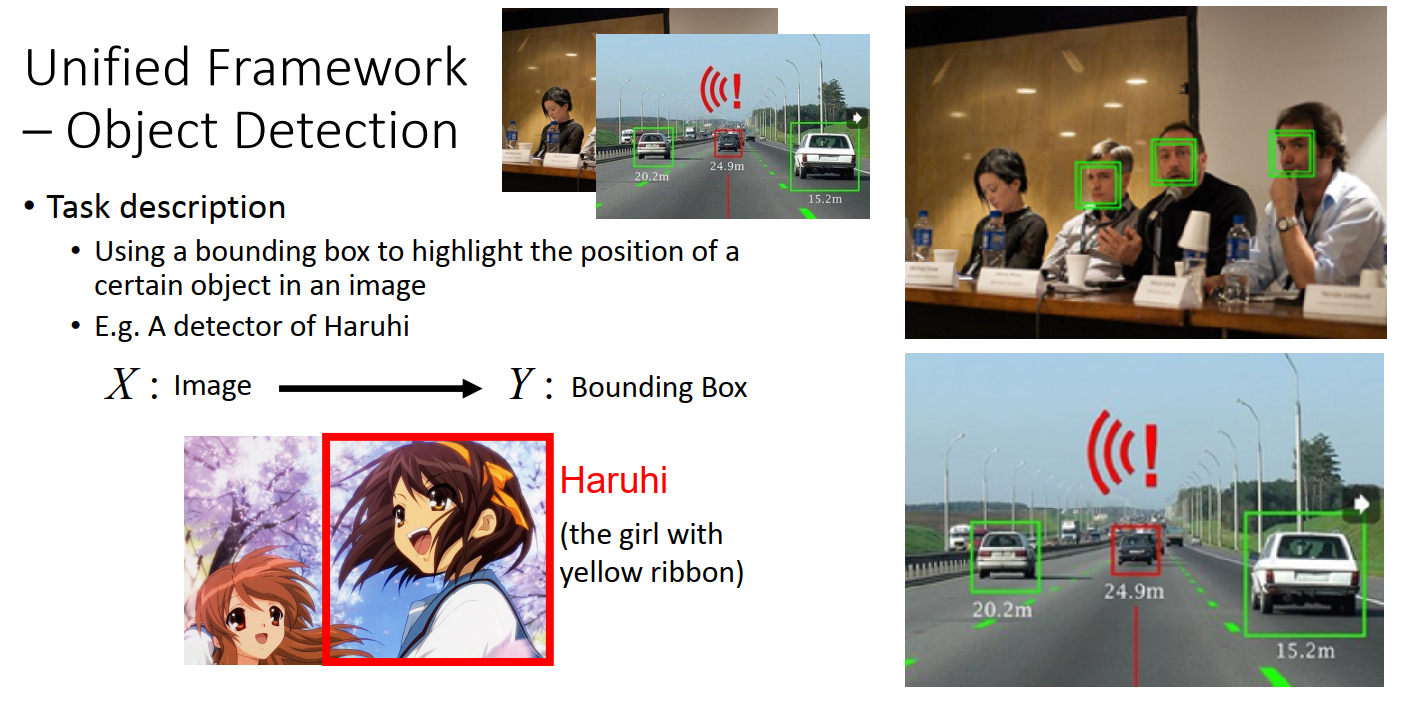 Unified Framework
– Object Detection
• Task description
• Using a bounding box to highlight the position of a
certain object in an image
• E.g. A detector of Haruhi
X : Image
Y : Bounding Box
Haruhi
(the girl with
yellow ribbon)
!
20.2m
24.9m
15.2m
!
20.2m
24.9m
15.2m